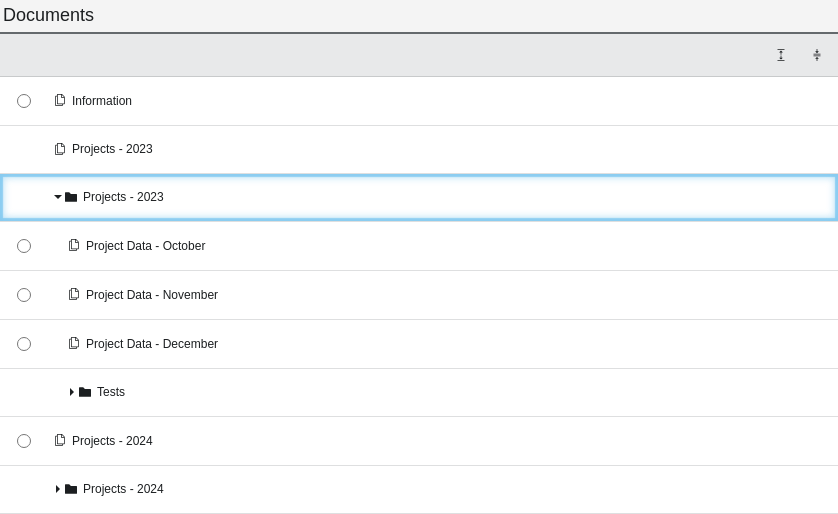 Documents
Information
Projects - 2023
Projects - 2023
Project Data - October
Project Data - November
Project Data - December
Tests
Projects - 2024
Projects - 2024